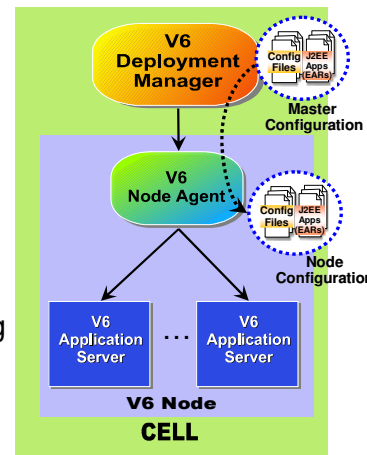 V6
Deployment
Manager
Config
Files
J2EE
Apps
(EARs)
Master
Configuration
V6
Node Agent
Config
Files
J2EE
Apps
(EARs)
Node
Configuration
g
V6
Application
Server
...
V6
Application
Server
V6 Node
CELL